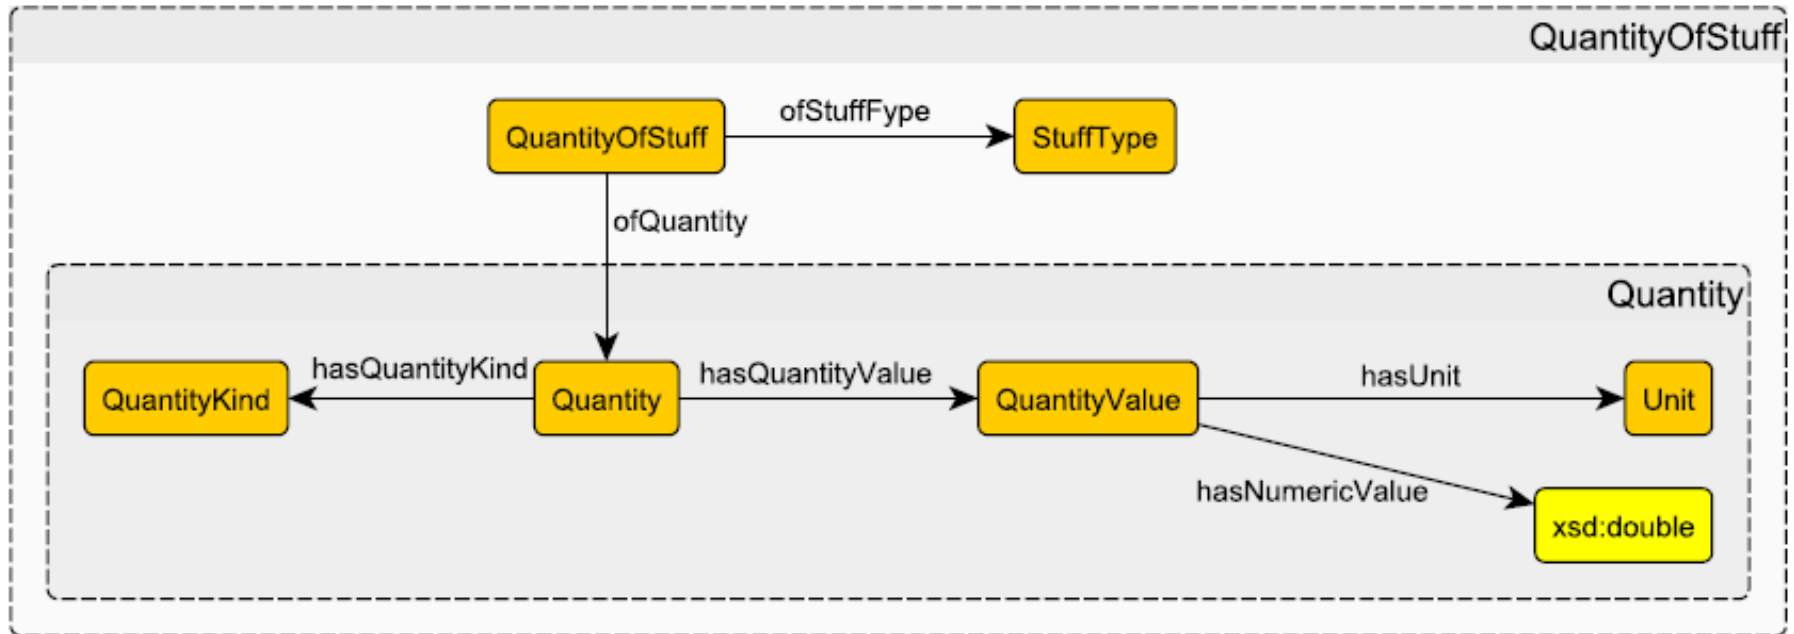 QuantityOfStuff
QuantityOfStuff
ofStuffFype
StuffType
ofQuantity
Quantity
QuantityKind
hasQuantityKind
Quantity
hasQuantityValue
QuantityValue
hasUnit
Unit
hasNumericValue
xsd:double